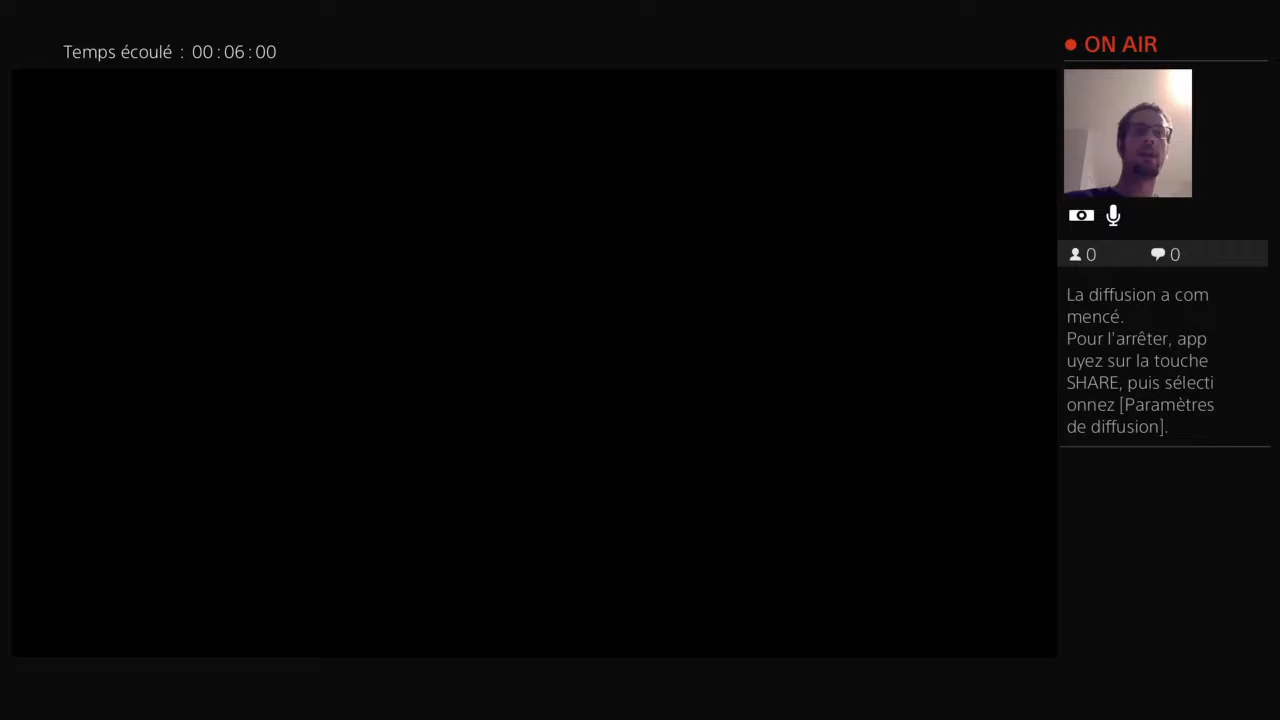 Temps écoulé : 00:06:00
ON AIR
0 0
La diffusion a com
mencé.
Pour l'arrêter, app
uyez sur la touche
SHARE, puis sélecti
onnez [Paramètres
de diffusion].